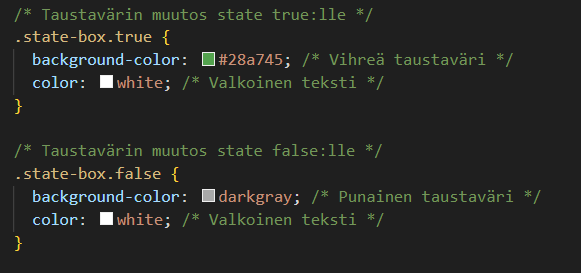 /* Taustavärin muutos state true:lle */
.state-box.true {
background-color: #28a745; /* Vihreä taustaväri */
color: white; /* Valkoinen teksti */
}
/* Taustavärin muutos state false:lle */
.state-box.false {
background-color: darkgray; /* Punainen taustaväri */
color: white; /* Valkoinen teksti */
}